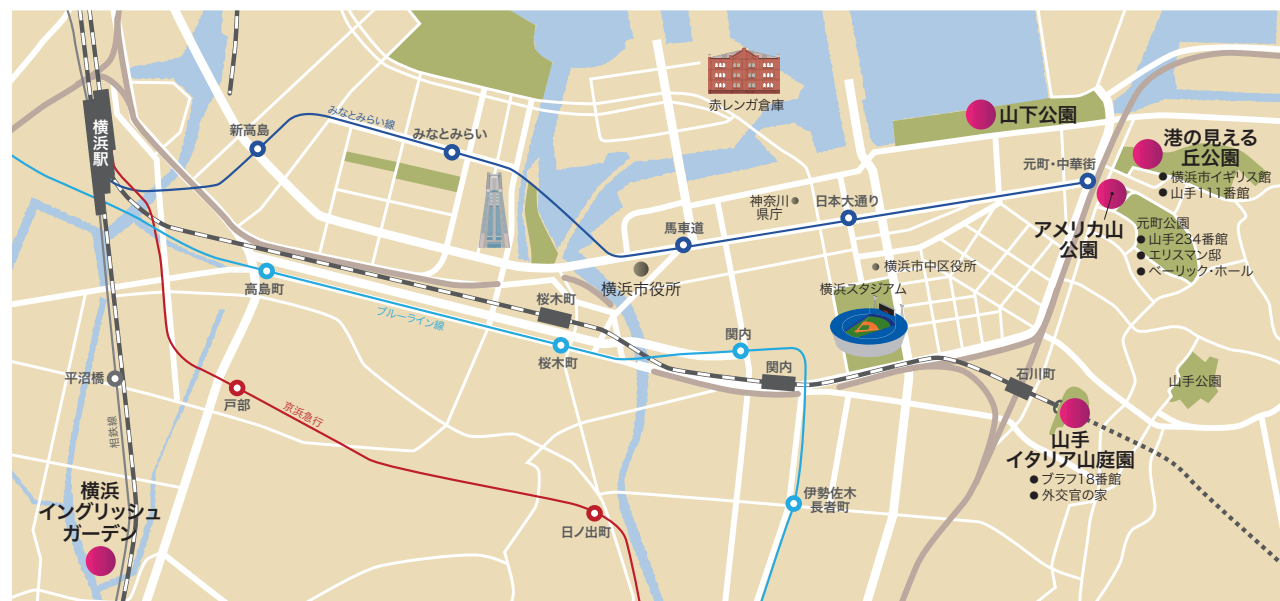 赤レンガ倉庫
山下公園
みなとみらい線
新高島
みなとみらい
横浜駅
港の見える
丘公園
● 横浜市イギリス館
● 山手111番館
元町・中華街
神奈川
県庁
日本大通り
馬車道
アメリカ山
公園
元町公園
● 山手234番館
● エリスマン邸
● ベーリック・ホール
横浜市中区役所
横浜市役所
横浜スタジアム
高島町
桜木町
ブルーライン線
桜木町
関内
関内
石川町
山手公園
平沼橋
戸部
京浜急行
相鉄線
山手
イタリア山庭園
● ブラフ18番館
● 外交官の家
横浜
イングリッシュ
ガーデン
伊勢佐木
長者町
日ノ出町